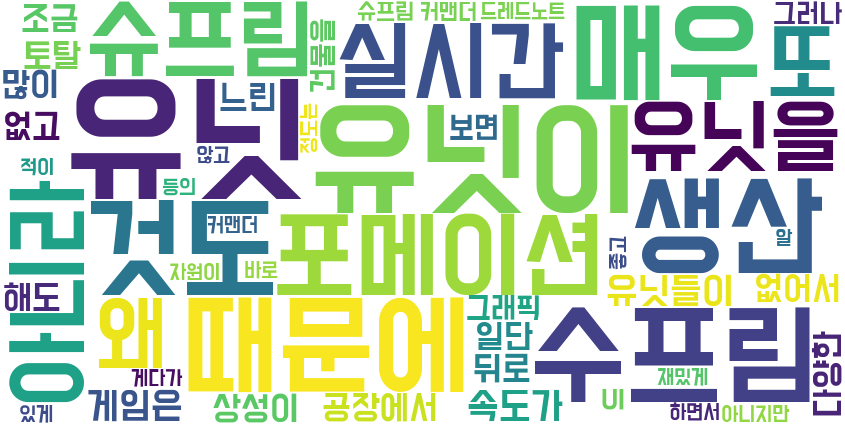 조금
슈프림
슈프림 커맨더 드레드노트
그러나
토탈
건물을
실시간
매우
또
많이
느린
없고
유닛
유닛이
보면
유닛을
정도는
않고
적이
등의
우리는
것도
커맨더
포메이션
생산
좋고
알
자원이
바로
해도
유닛들이
없어서
왜
때문에
그래픽
일단
뒤로
수프림
다양한
게다가
재밌게
있게
게임은
상성이
공장에서
속도가
UI
하면서
아니지만